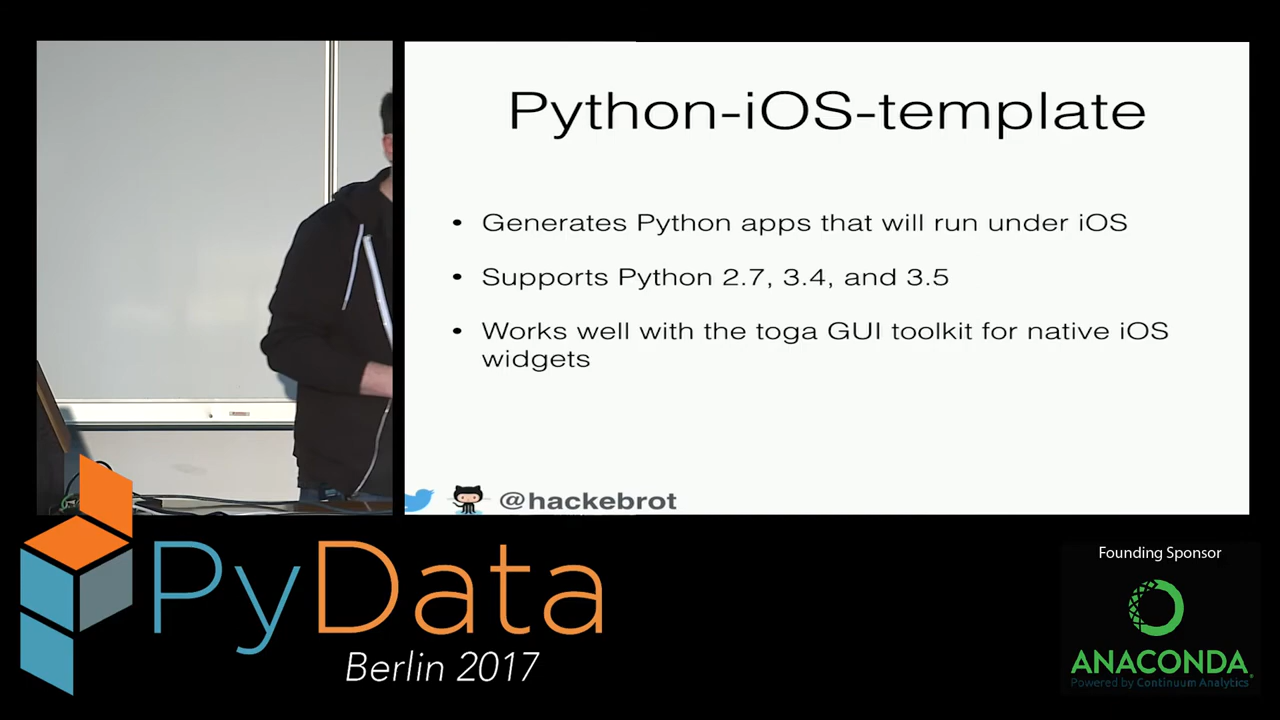 Python-iOS-template
• Generates Python apps that will run under iOS
• Supports Python 2.7, 3.4, and 3.5
• Works well with the toga GUI toolkit for native iOS
widgets
@hackebrot
PyData
Berlin 2017
Founding Sponsor
ANACONDA
Powered by Continuum Analytics